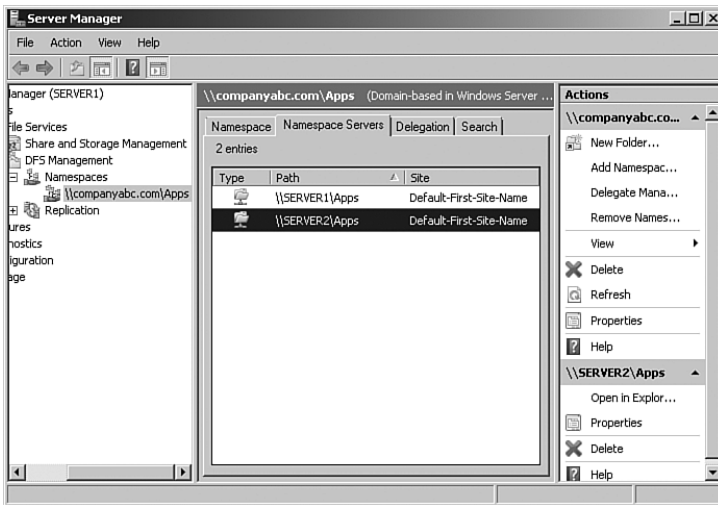 Server Manager
File Action View Help
anager (SERVER1)
s
File Services
Share and Storage Management
DFS Management
Namespaces
\\companyabc.com\Apps
Replication
ures
nostics
iguration
age
\\companyabc.com\Apps (Domain-based in Windows Server ...
Namespace Namespace Servers Delegation Search
2 entries
Type Path Site
\\SERVER1\Apps Default-First-Site-Name
\\SERVER2\Apps Default-First-Site-Name
Actions
\\companyabc.co...
New Folder...
Add Namespac...
Delegate Mana...
Remove Names...
View
Delete
Refresh
Properties
Help
\\SERVER2\Apps
Open in Explor...
Properties
Delete
Help